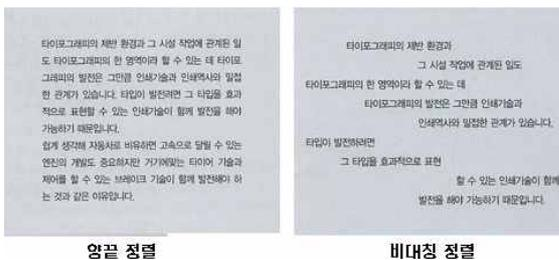 타이포그래피의 제반 환경과 그 시설 작업에 관계된 일
도 타이포그래피의 한 영역이라 할 수 있는 데 타이포
그래피의 발전은 그만큼 인쇄기술과 인쇄역사와 밀접
한 관계가 있습니다. 타입이 발전려면 그 타입을 효과
적으로 표현할 수 있는 인쇄기술이 함께 발전을 해야
가능하기 때문입니다.
쉽게 생각해 자동차로 비유하면 고속으로 달릴 수 있는
엔진의 개발도 중요하지만 거기에맞는 타이어 기술과
제어를 할 수 있는 브레이크 기술이 함께 발전해야 하
는 것과 같은 이유입니다.
양끝 정렬
타이포그래피의 제반 환경과
그 시설 작업에 관계된 일도
타이포그래피의 한 영역이라 할 수 있는 데
타이포그래피의 발전은 그만큼 인쇄기술과
인쇄역사와 밀접한 관계가 있습니다.
타입이 발전하려면
그 타입을 효과적으로 표현
할 수 있는 인쇄기술이 함께
발전을 해야 가능하기 때문입니다.
비대칭 정렬